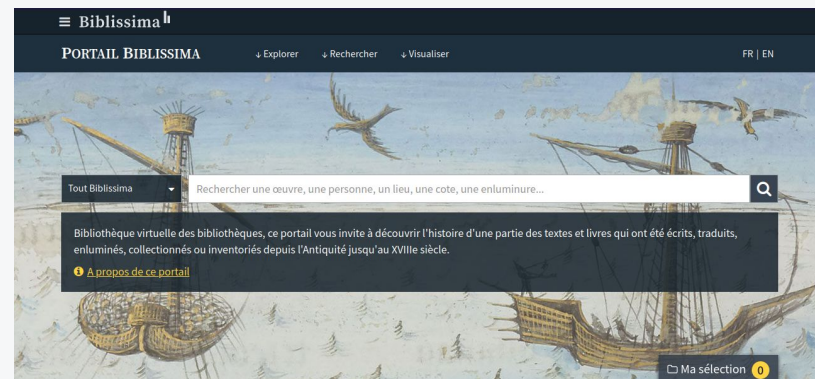 Biblissima
PORTAIL BIBLISSIMA
↓ Explorer
↓ Rechercher
↓ Visualiser
FR | EN
Tout Biblissima
Rechercher une œuvre, une personne, un lieu, une cote, une enluminure...
Bibliothèque virtuelle des bibliothèques, ce portail vous invite à découvrir l'histoire d'une partie des textes et livres qui ont été écrits, traduits,
enluminés, collectionnés ou inventoriés depuis l'Antiquité jusqu'au XVIIIe siècle.
A propos de ce portail
Ma sélection 0